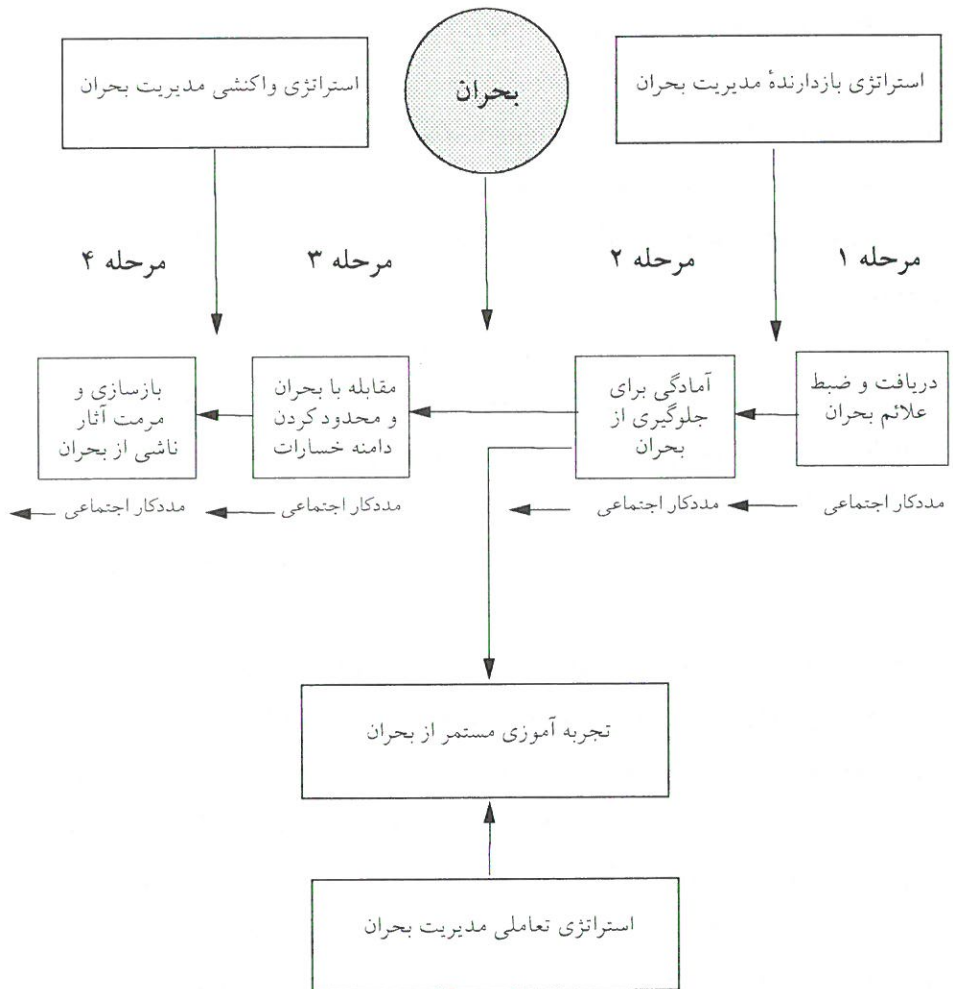 استراتژی بازدارندهٔ مدیریت بحران
بحران
استراتژی واکنشی مدیریت بحران
مرحله ۱
مرحله ۲
مرحله ۳
مرحله ۴
دریافت و ضبط
علائم بحران
آمادگی برای
جلوگیری از
بحران
مقابله با بحران
و محدود کردن
دامنه خسارات
بازسازی و
مرمت آثار
ناشی از بحران
مددکار اجتماعی
مددکار اجتماعی
مددکار اجتماعی
مددکار اجتماعی
تجربه آموزی مستمر از بحران
استراتژی تعاملی مدیریت بحران